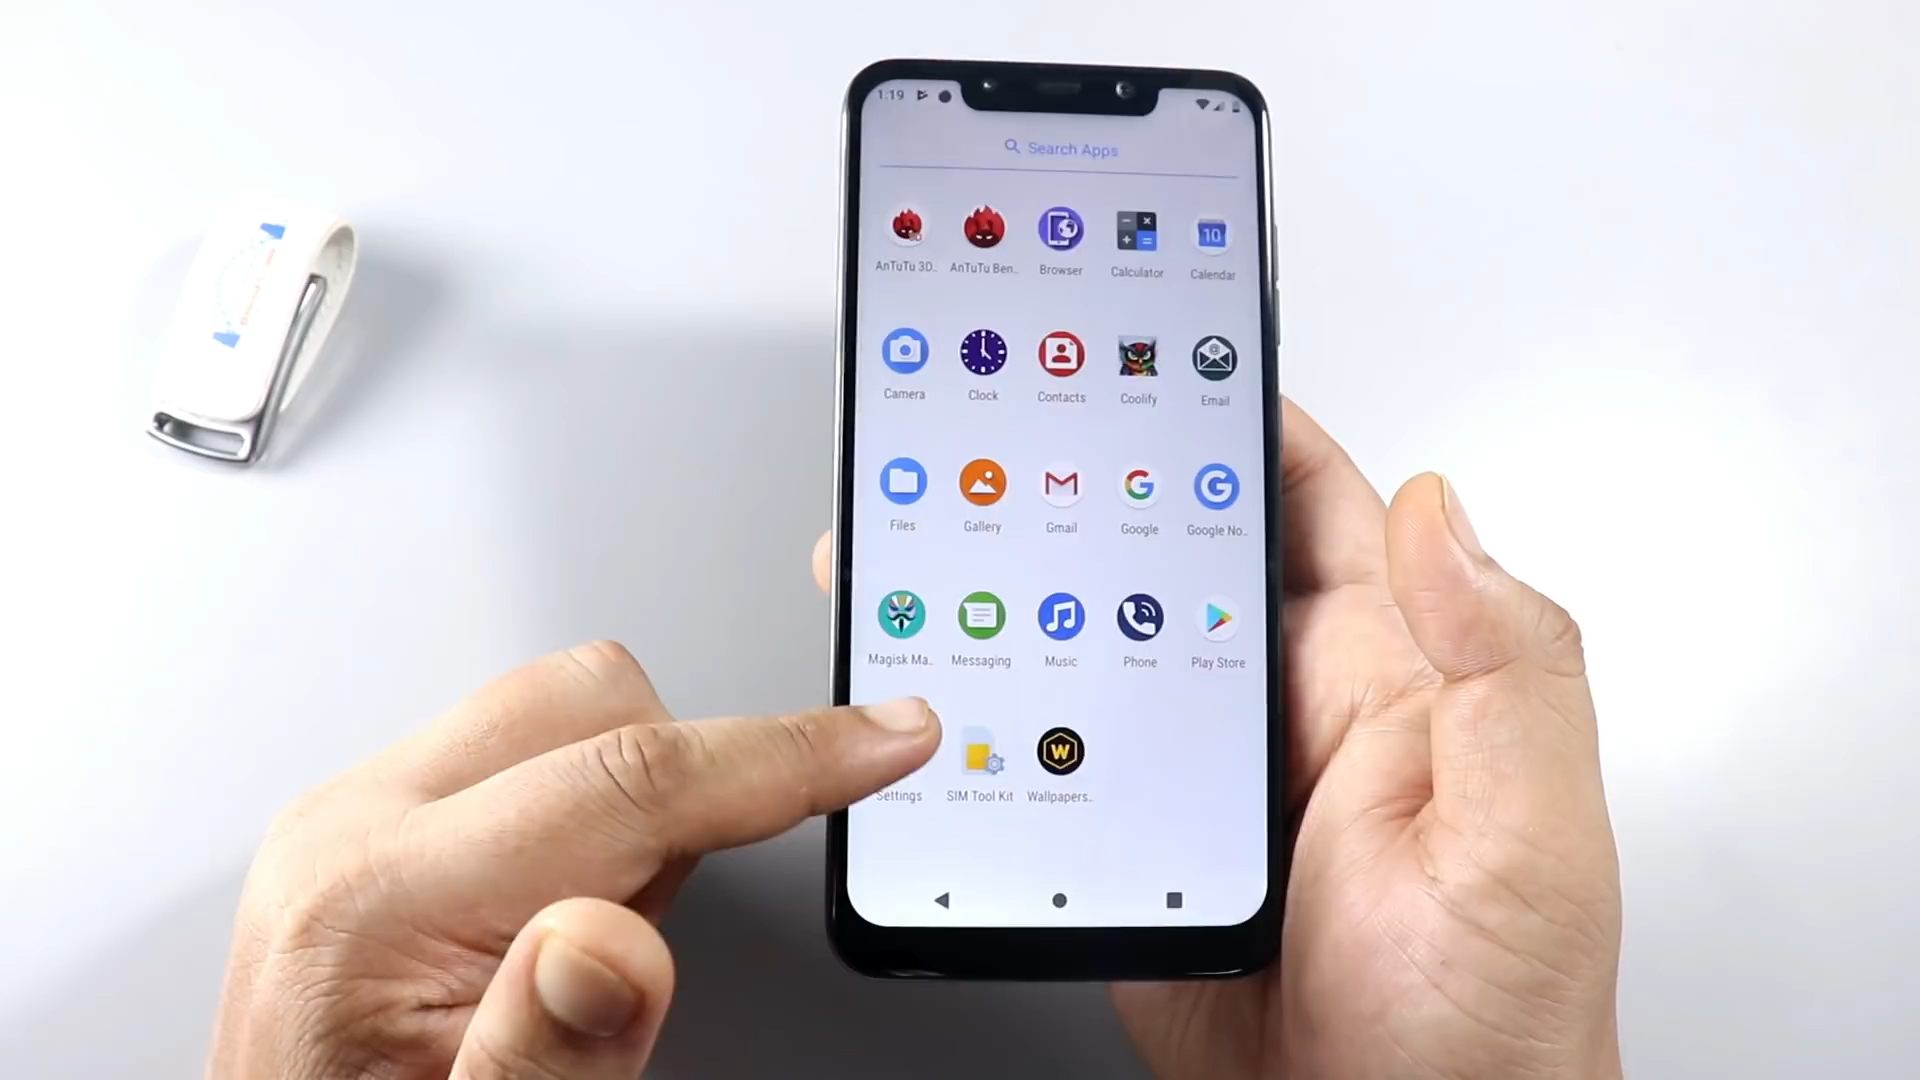 1:19
Search Apps
AnTuTu 3D.. AnTuTu Ben.. Browser Calculator Calendar
10
Camera Clock Contacts Coolify Email
Files Gallery Gmail Google Google No..
Magisk Ma.. Messaging Music Phone Play Store
W
Settings SIM Tool Kit Wallpapers..